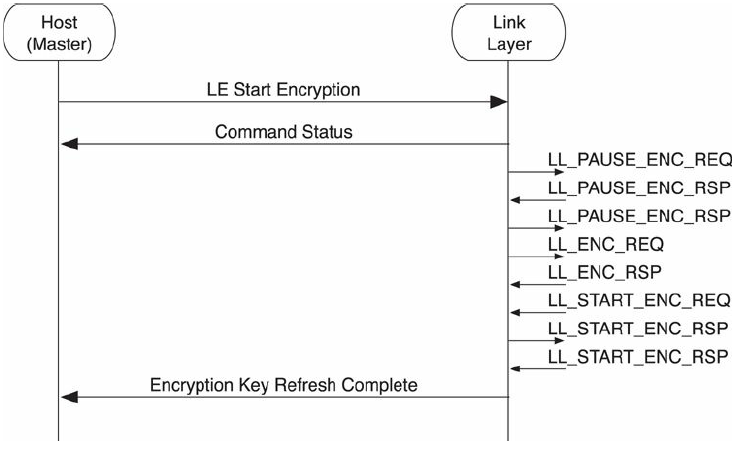 Host
(Master)
Link
Layer
LE Start Encryption
Command Status
LL_PAUSE_ENC_REQ
LL_PAUSE_ENC_RSP
LL_PAUSE_ENC_RSP
LL_ENC_REQ
LL_ENC_RSP
LL_START_ENC_REQ
LL_START_ENC_RSP
LL_START_ENC_RSP
Encryption Key Refresh Complete